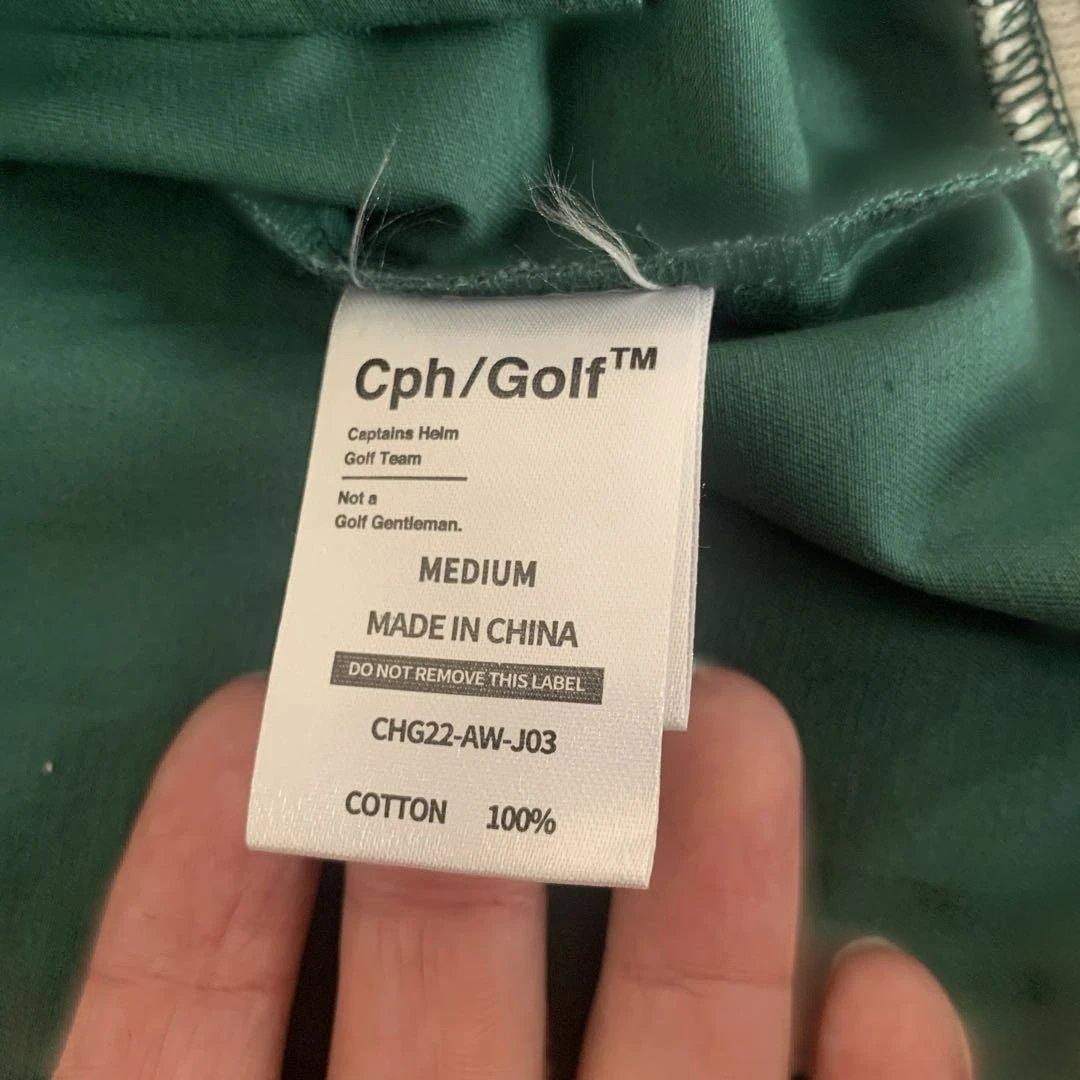 Cph/Golf™
Captains Helm
Golf Team
Not a
Golf Gentleman.
MEDIUM
MADE IN CHINA
DO NOT REMOVE THIS LABEL
CHG22-AW-J03
COTTON 100%